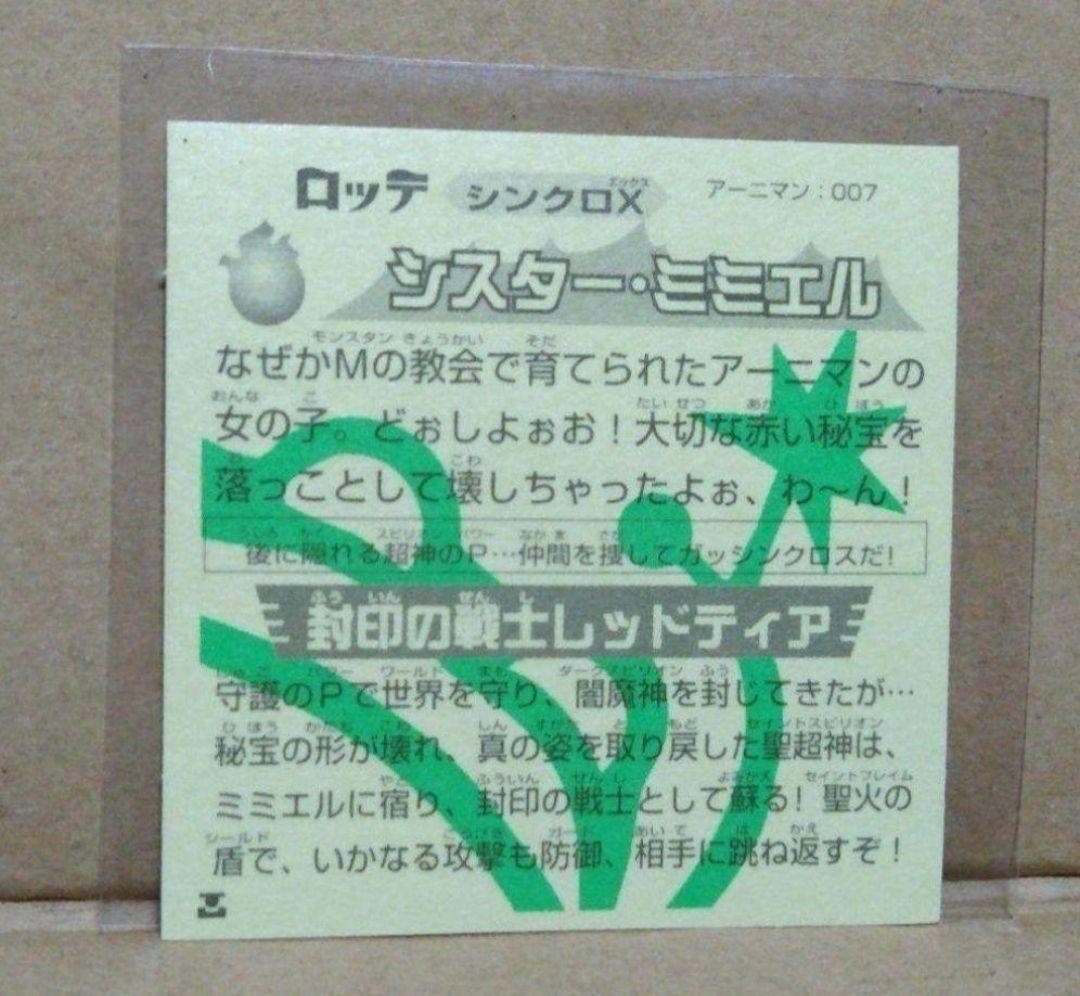 ロッテ シンクロX アーニマン:007
シスター・ミミエル
なぜかMの教会で育てられたアーニマンの
女の子。どぉしよぉお!大切な赤い秘宝を
落っことして壊しちゃったよぉ、わ〜ん!
後に隠れる超神のP…仲間を捜してガッシンクロスだ!
封印の戦士レッドティア
守護のPで世界を守り、闇魔神を封じてきたが…
秘宝の形が壊れ、真の姿を取り戻した聖超神は、
ミミエルに宿り、封印の戦士として蘇る!聖火の
盾で、いかなる攻撃も防御、相手に跳ね返すぞ!